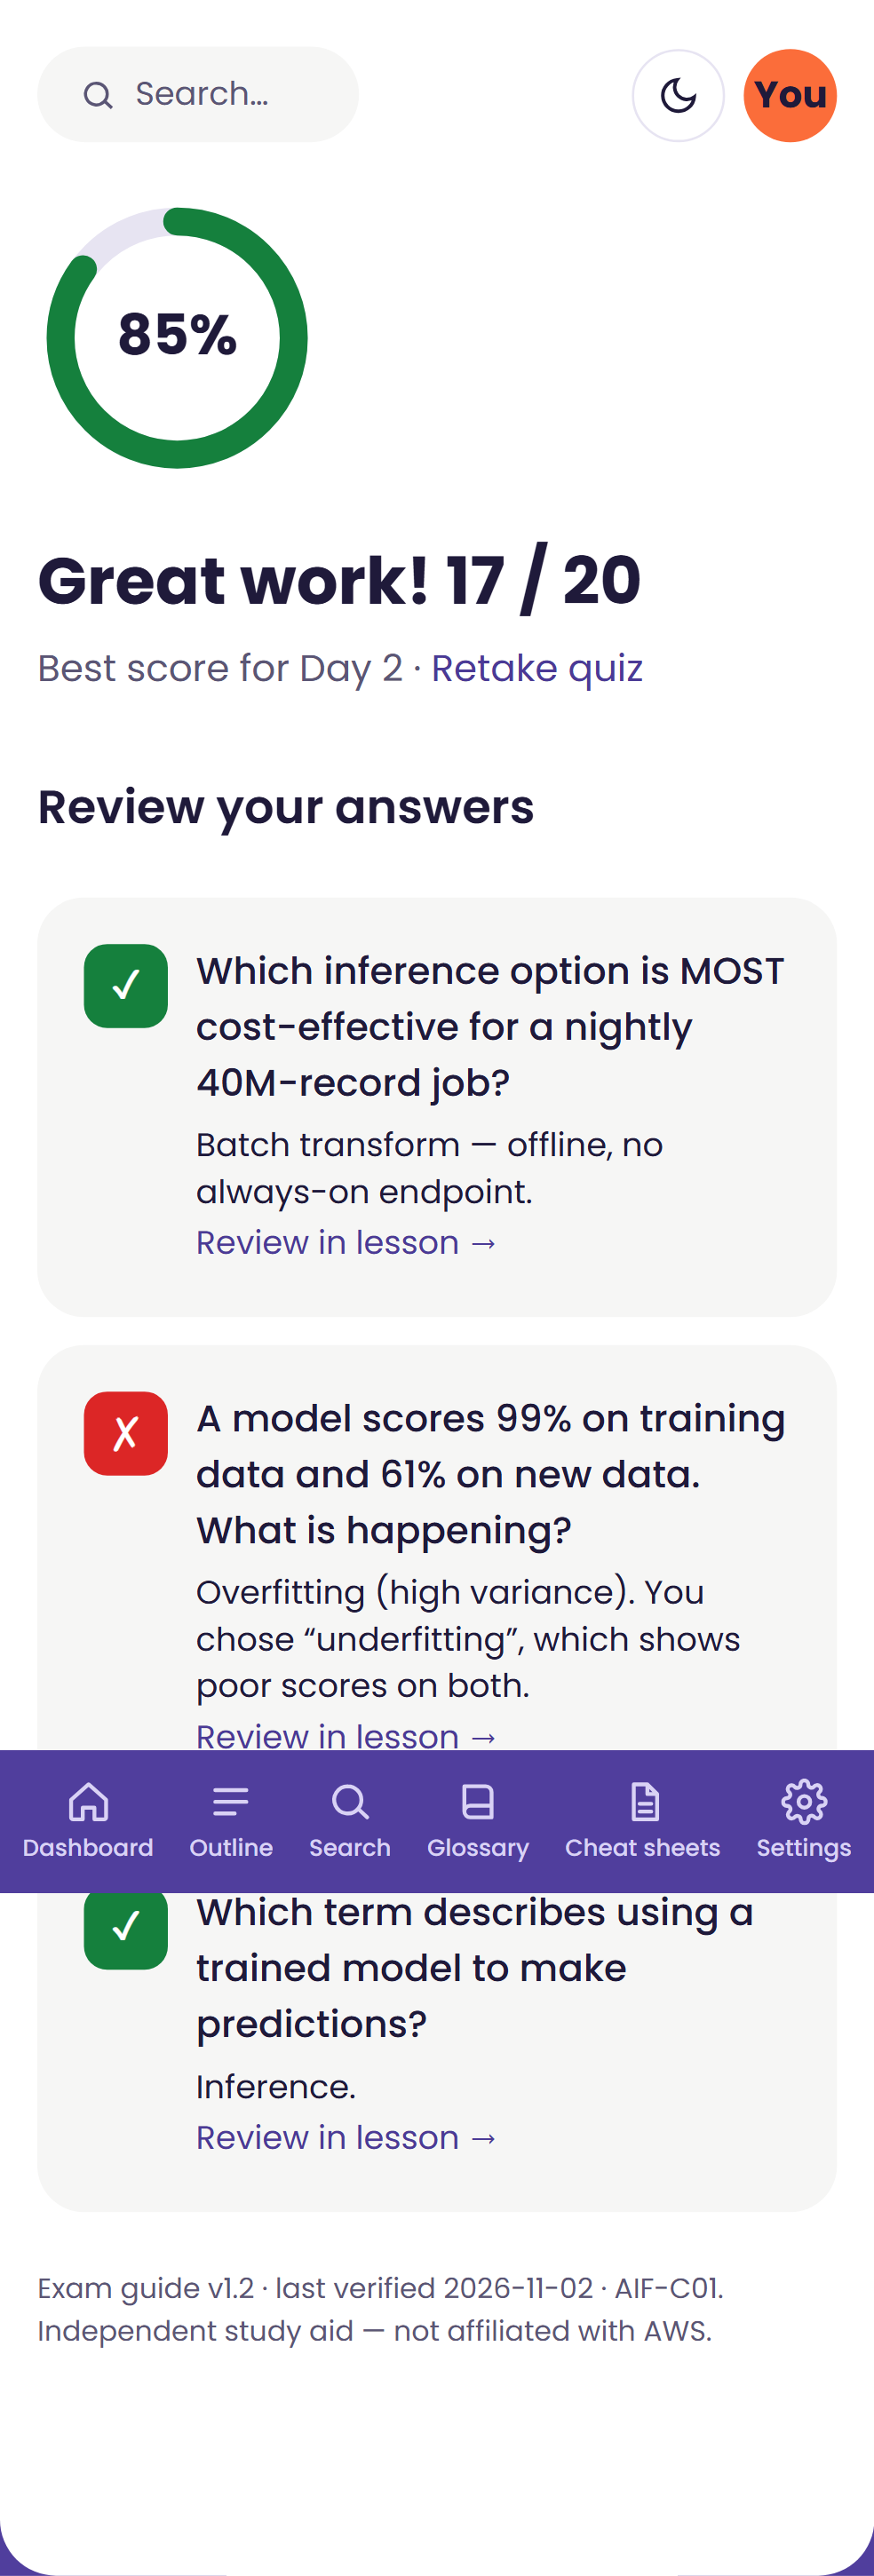 Search...
You
85%
Great work! 17 / 20
Best score for Day 2 · Retake quiz
Review your answers
✓
Which inference option is MOST
cost-effective for a nightly
40M-record job?
Batch transform — offline, no
always-on endpoint.
Review in lesson →
✗
A model scores 99% on training
data and 61% on new data.
What is happening?
Overfitting (high variance). You
chose “underfitting”, which shows
poor scores on both.
Review in lesson →
Dashboard
Outline
Search
Glossary
Cheat sheets
Settings
✓
Which term describes using a
trained model to make
predictions?
Inference.
Review in lesson →
Exam guide v1.2 · last verified 2026-11-02 · AIF-C01.
Independent study aid — not affiliated with AWS.